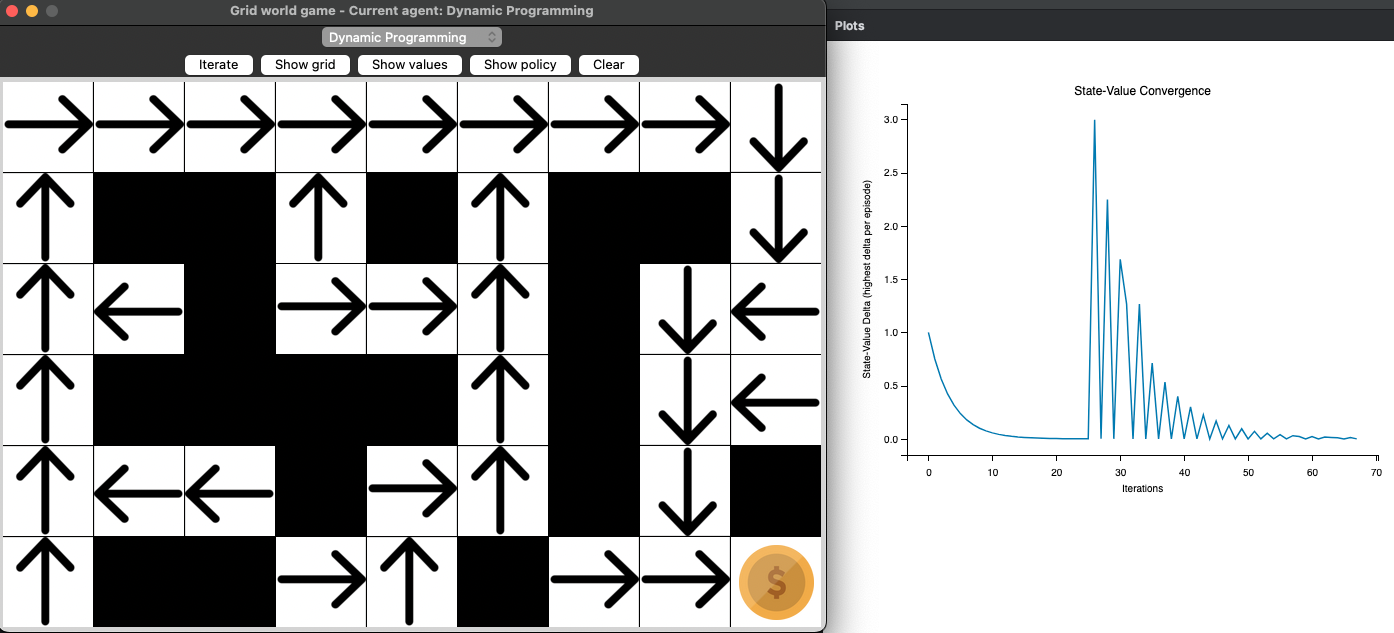 Grid world game - Current agent: Dynamic Programming
Dynamic Programming
Iterate Show grid Show values Show policy Clear
$
Plots
State-Value Convergence
3.0
2.5
2.0
1.5
1.0
0.5
0.0
State-Value Delta (highest delta per episode)
0 10 20 30 40 50 60 70
Iterations